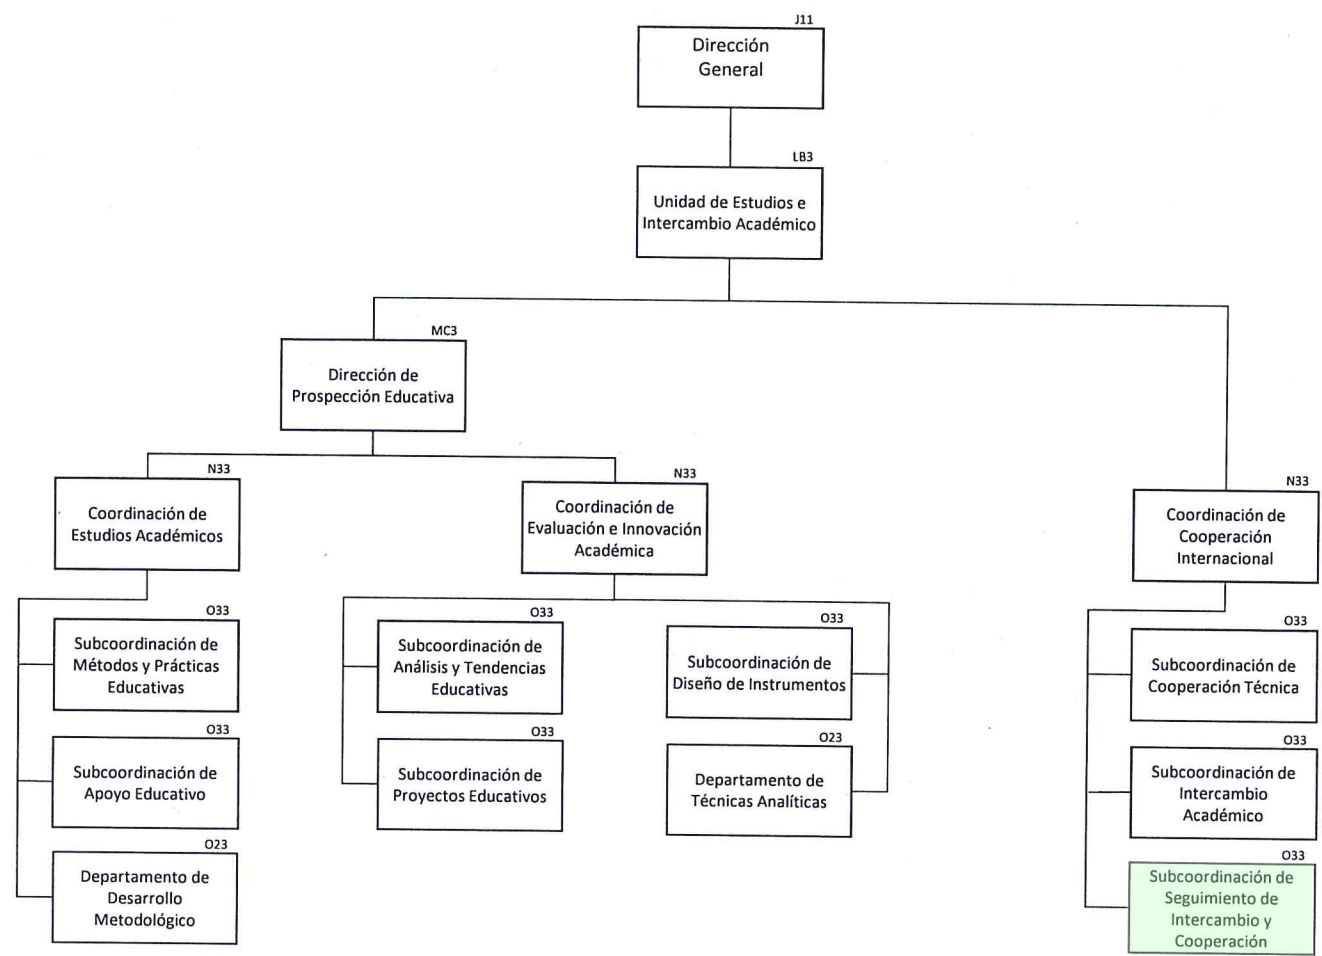 J11
Dirección
General
LB3
Unidad de Estudios e
Intercambio Académico
MC3
Dirección de
Prospección Educativa
N33
Coordinación de
Estudios Académicos
N33
Coordinación de
Evaluación e Innovación
Académica
N33
Coordinación de
Cooperación
Internacional
O33
Subcoordinación de
Métodos y Prácticas
Educativas
O33
Subcoordinación de
Apoyo Educativo
O23
Departamento de
Desarrollo
Metodológico
O33
Subcoordinación de
Análisis y Tendencias
Educativas
O33
Subcoordinación de
Proyectos Educativos
O33
Subcoordinación de
Diseño de Instrumentos
O23
Departamento de
Técnicas Analíticas
O33
Subcoordinación de
Cooperación Técnica
O33
Subcoordinación de
Intercambio
Académico
O33
Subcoordinación de
Seguimiento de
Intercambio y
Cooperación